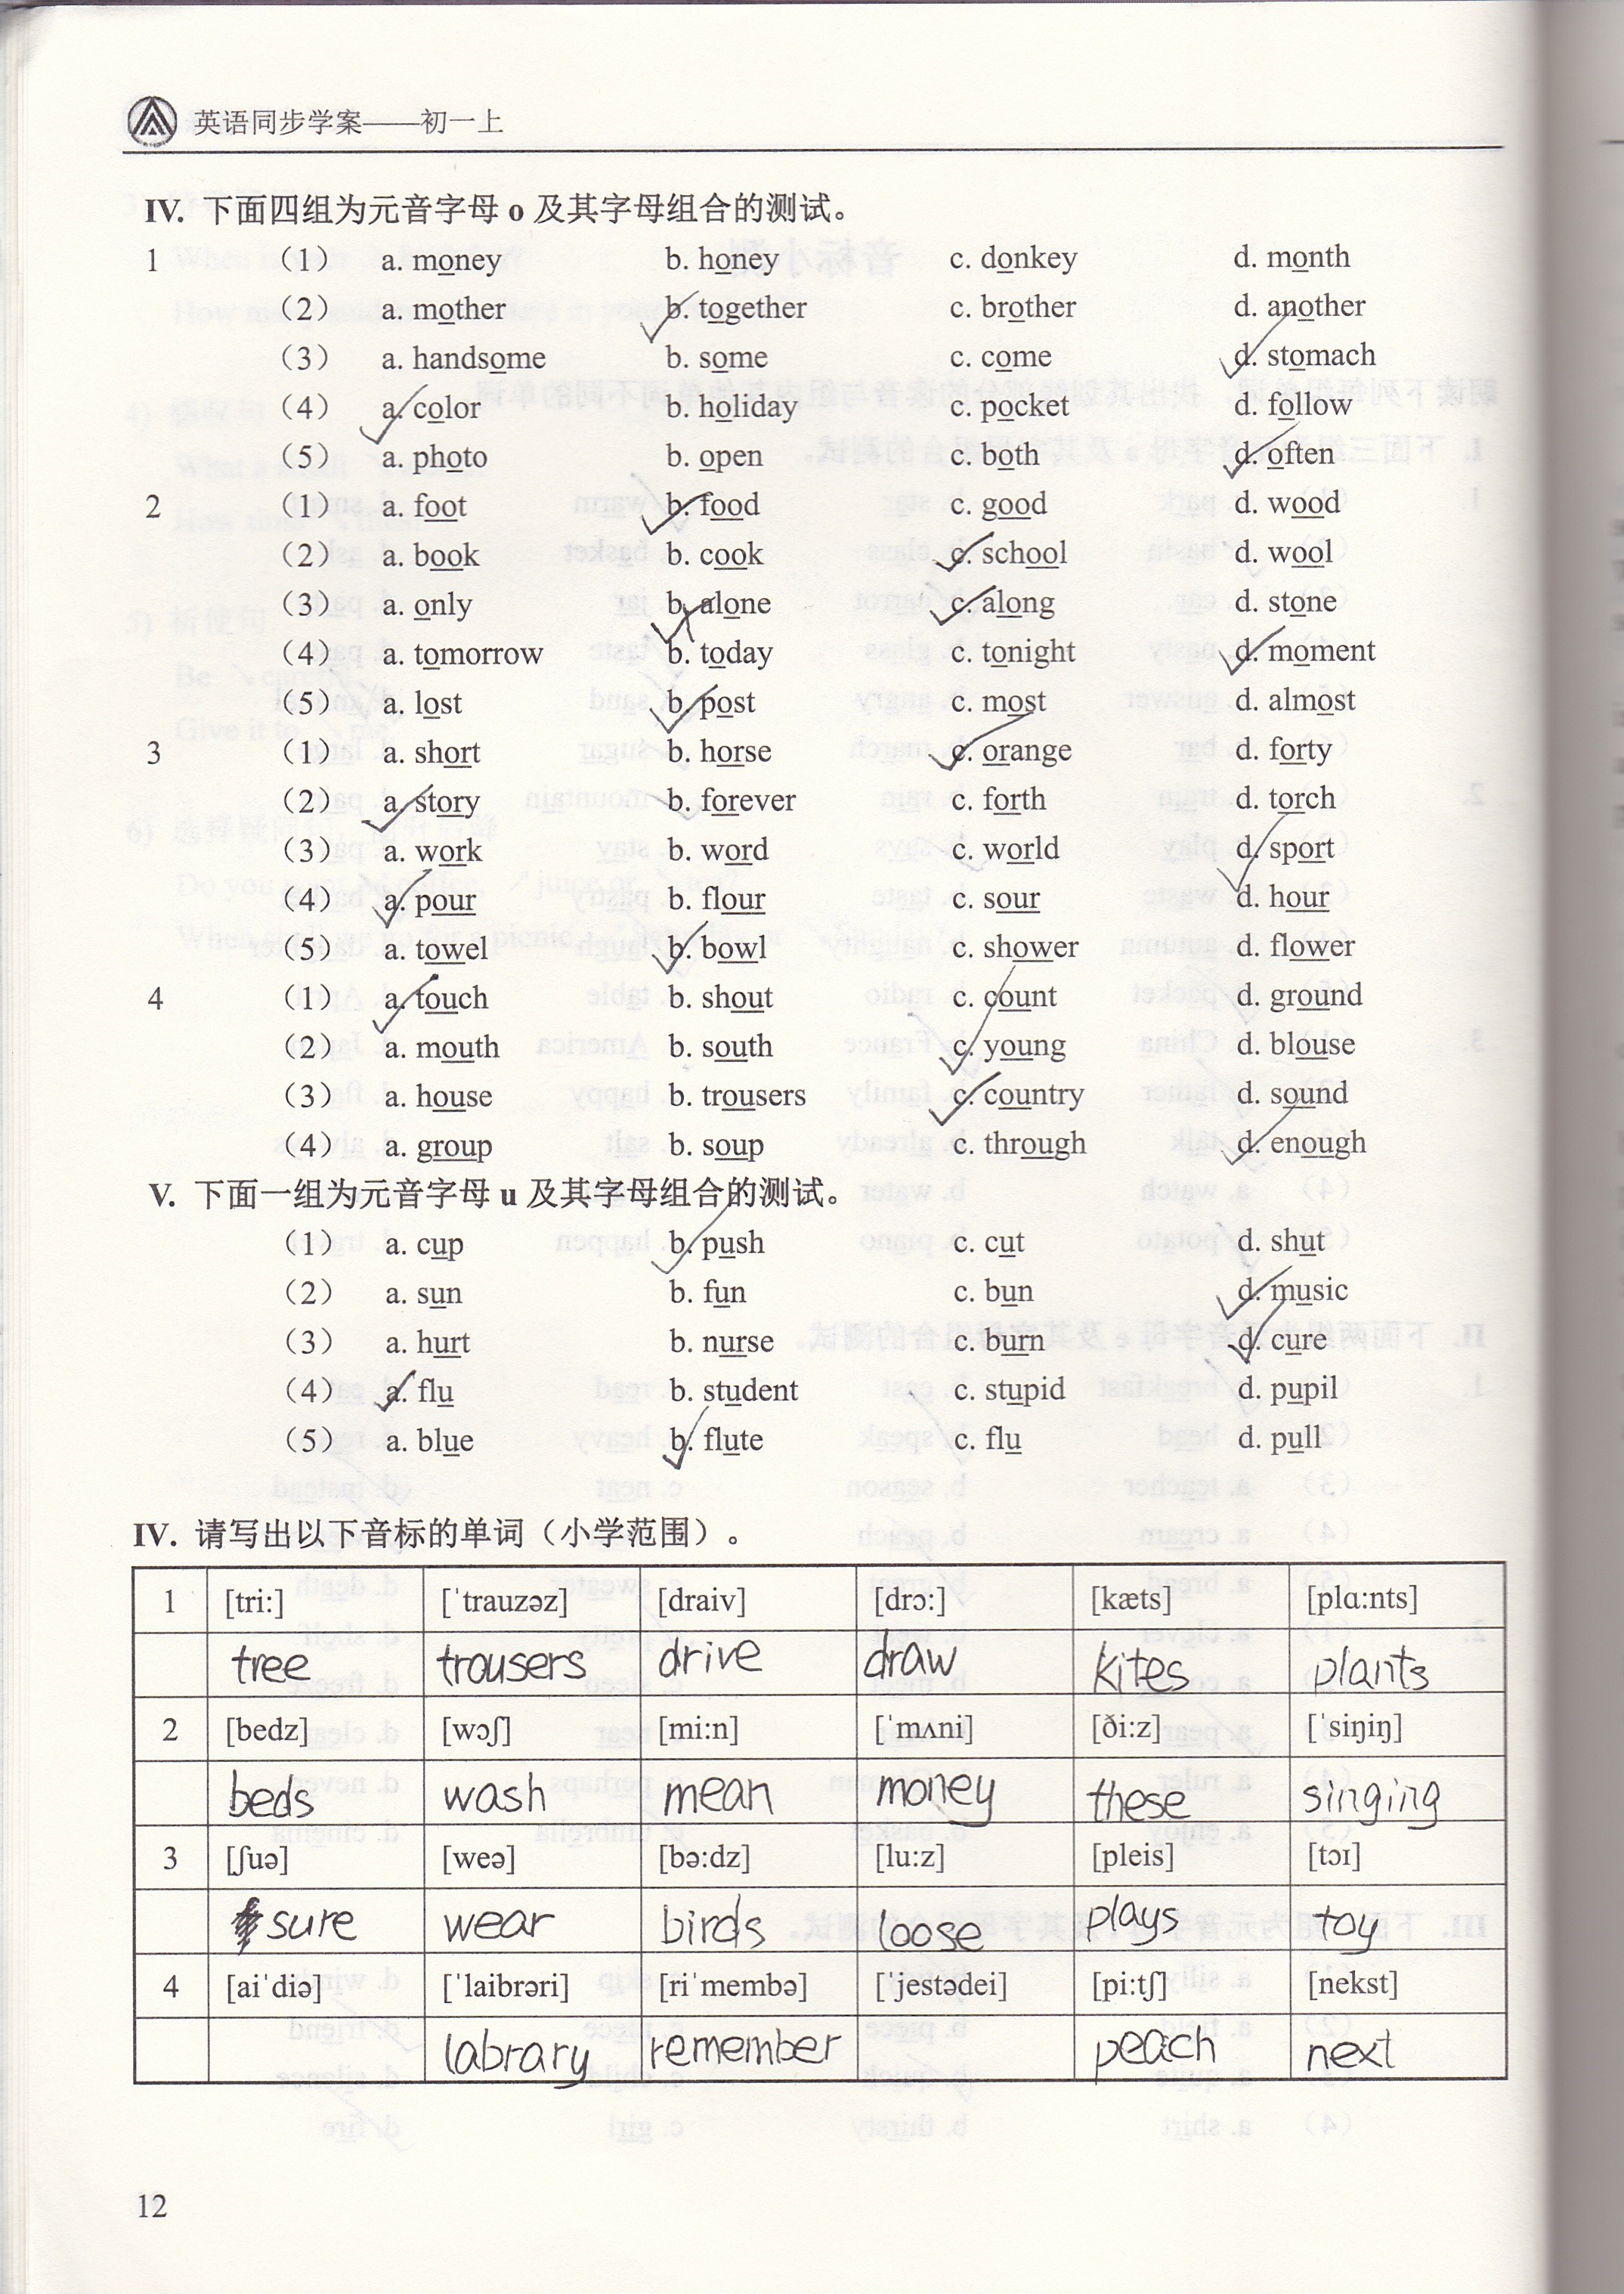 英语同步学案——初一上
IV. 下面四组为元音字母 o 及其字母组合的测试。
1 （1） a. money b. honey c. donkey d. month
（2） a. mother b. together c. brother d. another
（3） a. handsome b. some c. come d. stomach
（4） a. color b. holiday c. pocket d. follow
（5） a. photo b. open c. both d. often
2 （1） a. foot b. food c. good d. wood
（2） a. book b. cook c. school d. wool
（3） a. only b. alone c. along d. stone
（4） a. tomorrow b. today c. tonight d. moment
（5） a. lost b. post c. most d. almost
3 （1） a. short b. horse c. orange d. forty
（2） a. story b. forever c. forth d. torch
（3） a. work b. word c. world d. sport
（4） a. pour b. flour c. sour d. hour
（5） a. towel b. bowl c. shower d. flower
4 （1） a. touch b. shout c. count d. ground
（2） a. mouth b. south c. young d. blouse
（3） a. house b. trousers c. country d. sound
（4） a. group b. soup c. through d. enough
V. 下面一组为元音字母 u 及其字母组合的测试。
（1） a. cup b. push c. cut d. shut
（2） a. sun b. fun c. bun d. music
（3） a. hurt b. nurse c. burn d. cure
（4） a. flu b. student c. stupid d. pupil
（5） a. blue b. flute c. flu d. pull
IV. 请写出以下音标的单词（小学范围）。
1 [tri:] [ˈtrauzəz] [draiv] [drɔ:] [kæts] [plɑ:nts]
tree trousers drive draw kites plants
2 [bedz] [wɔʃ] [mi:n] [ˈmʌni] [ði:z] [ˈsiŋiŋ]
beds wash mean money these singing
3 [ʃuə] [weə] [bə:dz] [lu:z] [pleis] [tɔɪ]
sure wear birds loose plays toy
4 [aiˈdiə] [ˈlaibrəri] [riˈmembə] [ˈjestədei] [pi:tʃ] [nekst]
labrary remember peach next
12